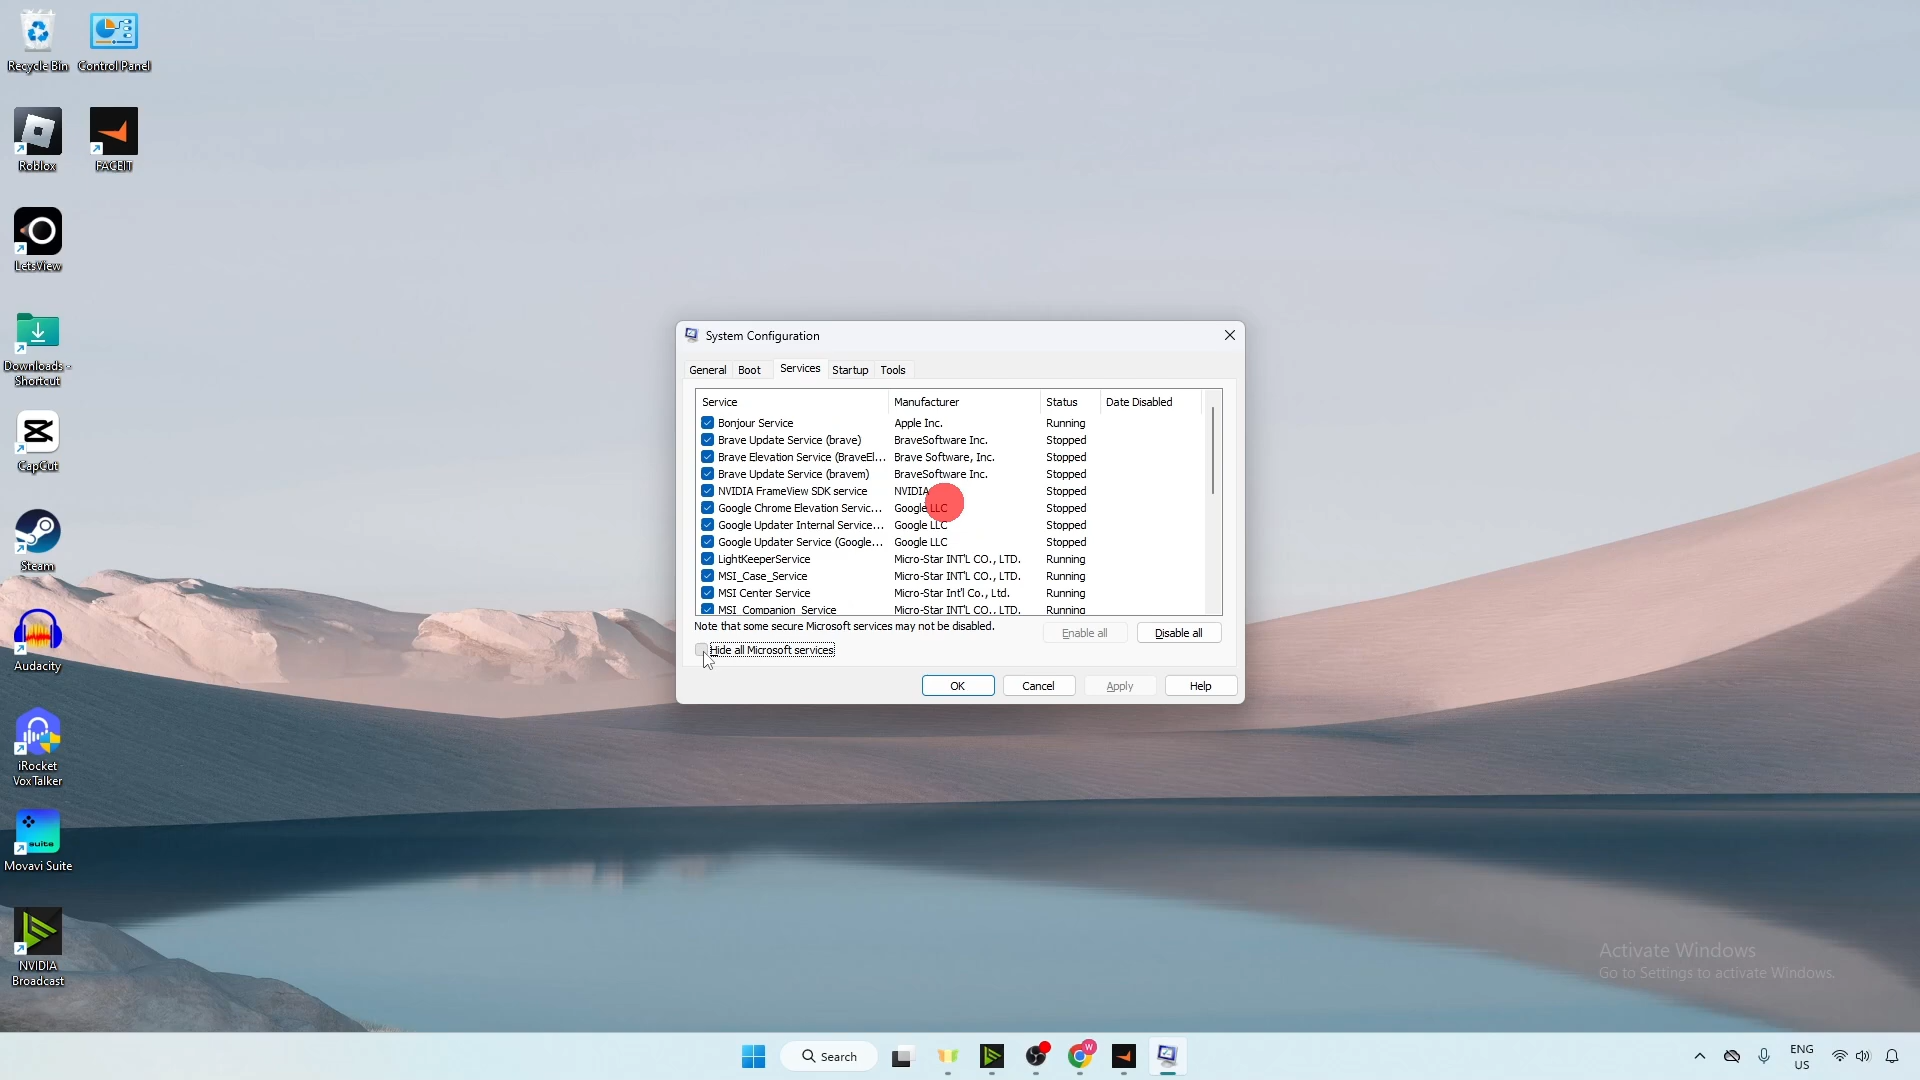 Recycle Bin
Control Panel
Roblox
FACEIT
LetsView
Downloads -
Shortcut
CapCut
Steam
Audacity
iRocket
VoxTalker
suite
Movavi Suite
NVIDIA
Broadcast
System Configuration
General Boot Services Startup Tools
Service Manufacturer Status Date Disabled
Bonjour Service Apple Inc. Running
Brave Update Service (brave) BraveSoftware Inc. Stopped
Brave Elevation Service (BraveEl... Brave Software, Inc. Stopped
Brave Update Service (bravem) BraveSoftware Inc. Stopped
NVIDIA FrameView SDK service NVIDIA Stopped
Google Chrome Elevation Servic... Google LLC Stopped
Google Updater Internal Service... Google LLC Stopped
Google Updater Service (Google... Google LLC Stopped
LightKeeperService Micro-Star INT'L CO., LTD. Running
MSI_Case_Service Micro-Star INT'L CO., LTD. Running
MSI Center Service Micro-Star Int'l Co., Ltd. Running
MSI_Companion_Service Micro-Star INT'L CO., LTD. Running
Note that some secure Microsoft services may not be disabled.
Enable all Disable all
Hide all Microsoft services
OK Cancel Apply Help
Activate Windows
Go to Settings to activate Windows.
Search
W
ENG
US